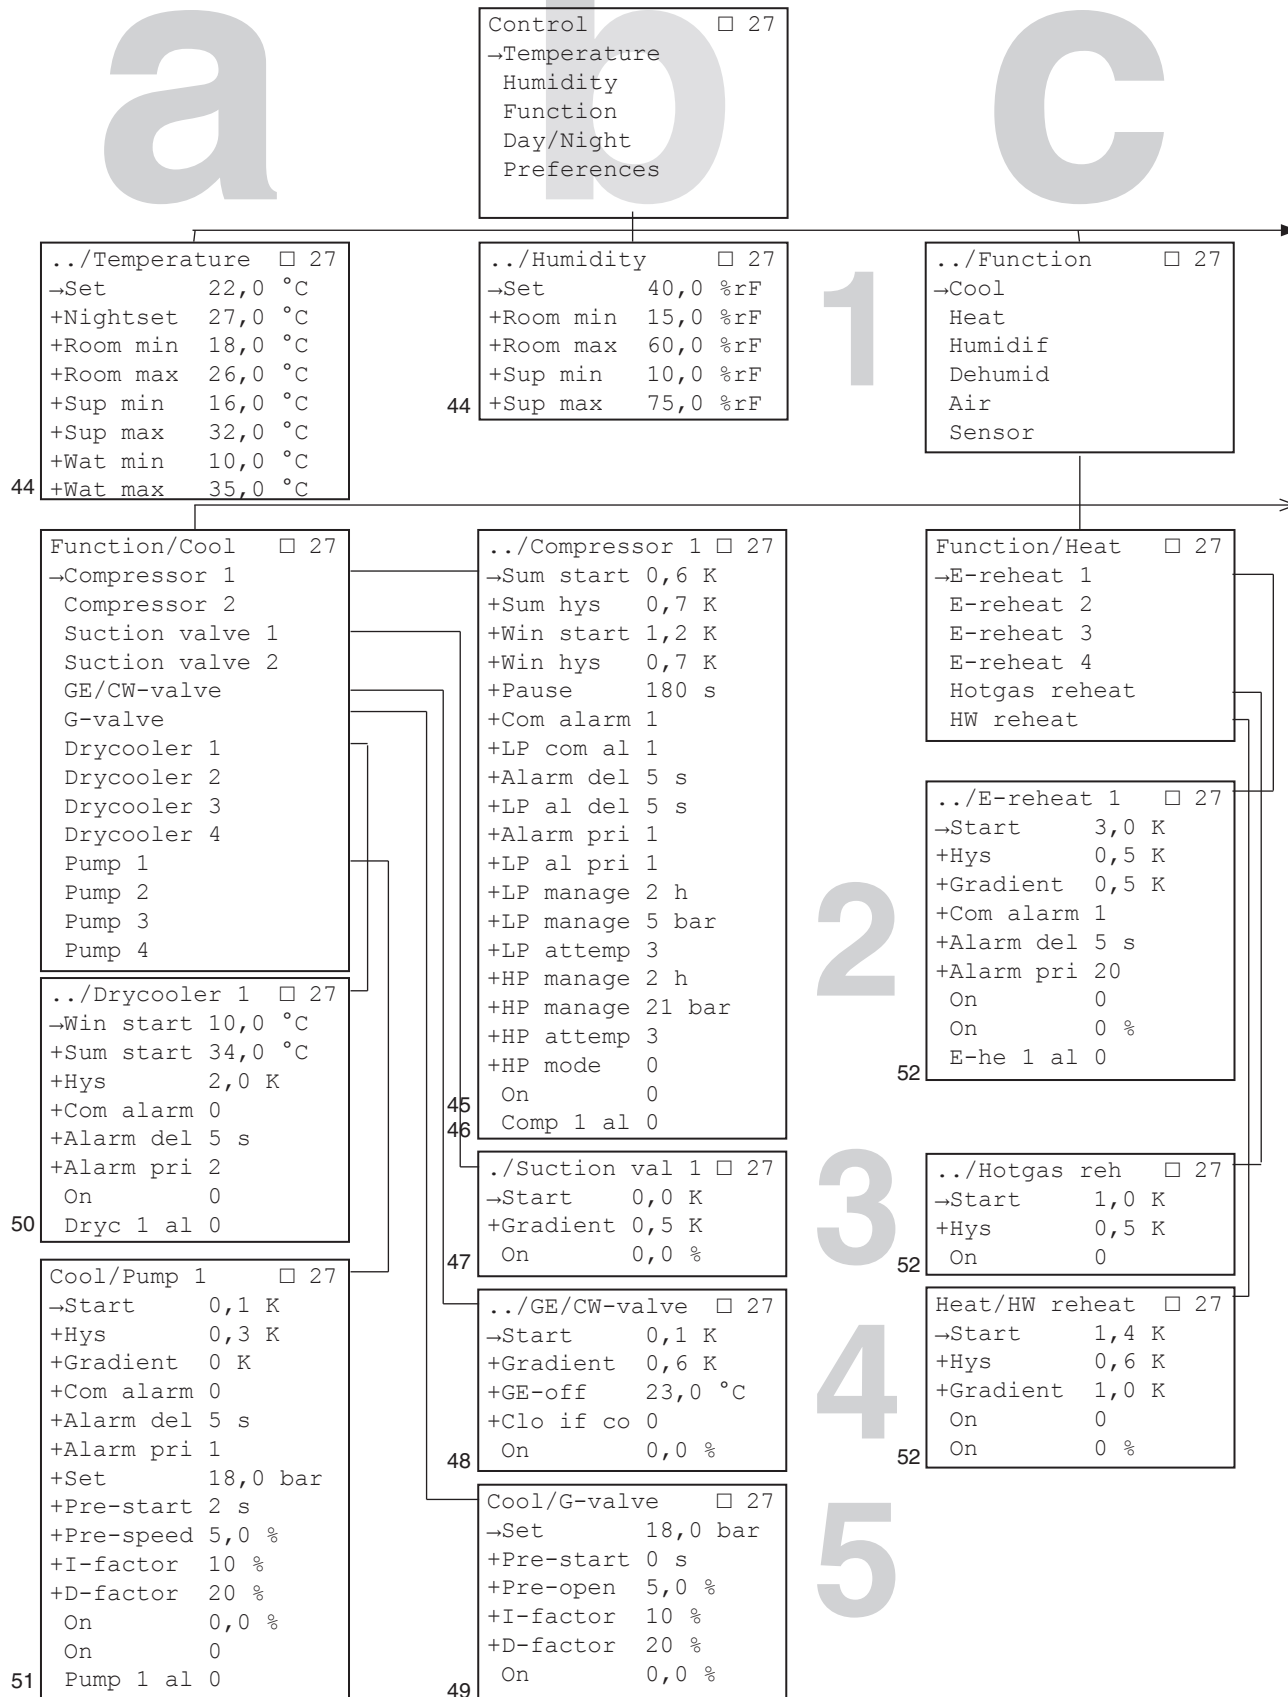 a
b
c
Control □ 27
→Temperature
Humidity
Function
Day/Night
Preferences
../Temperature □ 27
→Set 22,0 °C
+Nightset 27,0 °C
+Room min 18,0 °C
+Room max 26,0 °C
+Sup min 16,0 °C
+Sup max 32,0 °C
+Wat min 10,0 °C
44 +Wat max 35,0 °C
../Humidity □ 27
→Set 40,0 %rF
+Room min 15,0 %rF
+Room max 60,0 %rF
+Sup min 10,0 %rF
44 +Sup max 75,0 %rF
1
../Function □ 27
→Cool
Heat
Humidif
Dehumid
Air
Sensor
Function/Cool □ 27
→Compressor 1
Compressor 2
Suction valve 1
Suction valve 2
GE/CW-valve
G-valve
Drycooler 1
Drycooler 2
Drycooler 3
Drycooler 4
Pump 1
Pump 2
Pump 3
Pump 4
../Drycooler 1 □ 27
→Win start 10,0 °C
+Sum start 34,0 °C
+Hys 2,0 K
+Com alarm 0
+Alarm del 5 s
+Alarm pri 2
On 0
50 Dryc 1 al 0
Cool/Pump 1 □ 27
→Start 0,1 K
+Hys 0,3 K
+Gradient 0 K
+Com alarm 0
+Alarm del 5 s
+Alarm pri 1
+Set 18,0 bar
+Pre-start 2 s
+Pre-speed 5,0 %
+I-factor 10 %
+D-factor 20 %
On 0,0 %
On 0
51 Pump 1 al 0
../Compressor 1 □ 27
→Sum start 0,6 K
+Sum hys 0,7 K
+Win start 1,2 K
+Win hys 0,7 K
+Pause 180 s
+Com alarm 1
+LP com al 1
+Alarm del 5 s
+LP al del 5 s
+Alarm pri 1
+LP al pri 1
+LP manage 2 h
+LP manage 5 bar
+LP attemp 3
+HP manage 2 h
+HP manage 21 bar
+HP attemp 3
+HP mode 0
45 On 0
46 Comp 1 al 0
./Suction val 1 □ 27
→Start 0,0 K
+Gradient 0,5 K
47 On 0,0 %
../GE/CW-valve □ 27
→Start 0,1 K
+Gradient 0,6 K
+GE-off 23,0 °C
+Clo if co 0
48 On 0,0 %
Cool/G-valve □ 27
→Set 18,0 bar
+Pre-start 0 s
+Pre-open 5,0 %
+I-factor 10 %
+D-factor 20 %
49 On 0,0 %
2
3
4
5
Function/Heat □ 27
→E-reheat 1
E-reheat 2
E-reheat 3
E-reheat 4
Hotgas reheat
HW reheat
../E-reheat 1 □ 27
→Start 3,0 K
+Hys 0,5 K
+Gradient 0,5 K
+Com alarm 1
+Alarm del 5 s
+Alarm pri 20
On 0
On 0 %
52 E-he 1 al 0
../Hotgas reh □ 27
→Start 1,0 K
+Hys 0,5 K
52 On 0
Heat/HW reheat □ 27
→Start 1,4 K
+Hys 0,6 K
+Gradient 1,0 K
On 0
52 On 0 %